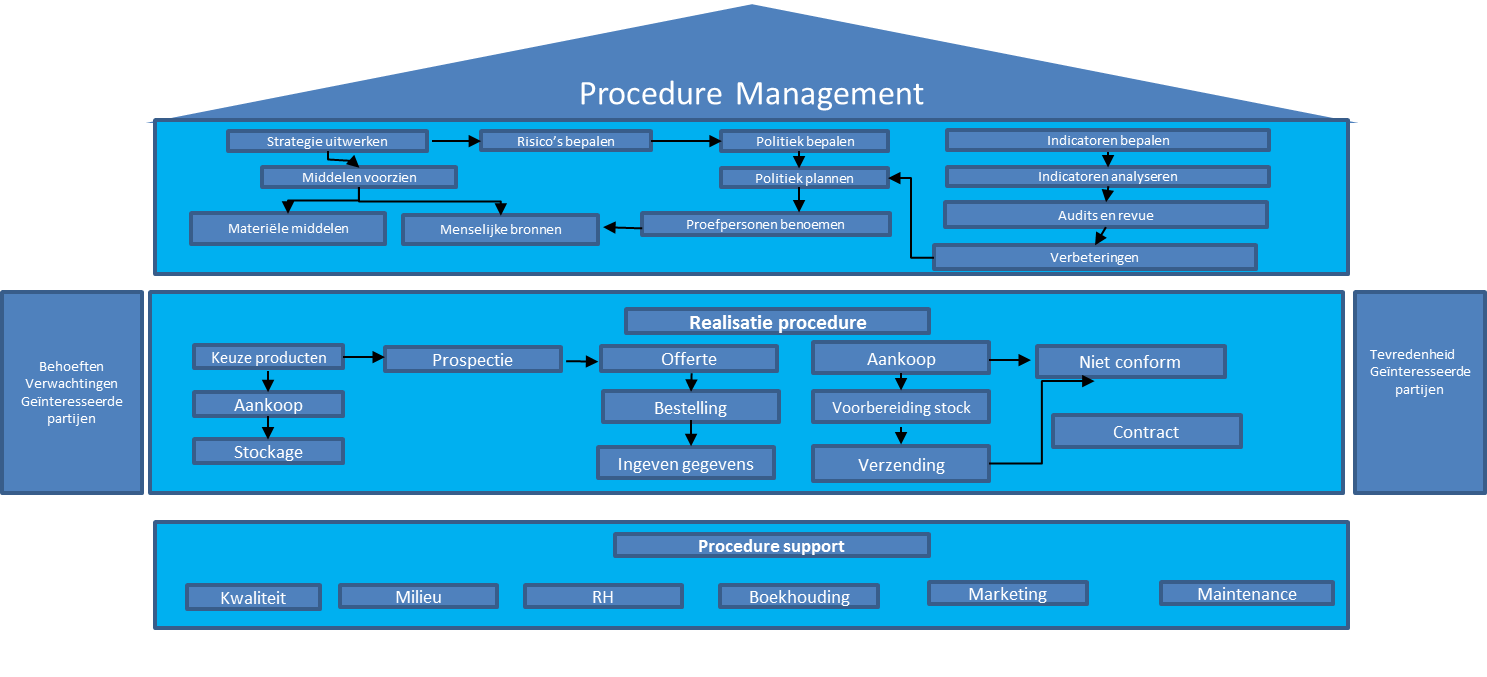 Procedure Management
Strategie uitwerken
Risico's bepalen
Politiek bepalen
Indicatoren bepalen
Middelen voorzien
Politiek plannen
Indicatoren analyseren
Materiële middelen
Menselijke bronnen
Proefpersonen benoemen
Audits en revue
Verbeteringen
Behoeften
Verwachtingen
Geïnteresseerde
partijen
Realisatie procedure
Keuze producten
Prospectie
Offerte
Aankoop
Niet conform
Aankoop
Bestelling
Voorbereiding stock
Contract
Stockage
Ingeven gegevens
Verzending
Tevredenheid
Geïnteresseerde
partijen
Procedure support
Kwaliteit
Milieu
RH
Boekhouding
Marketing
Maintenance